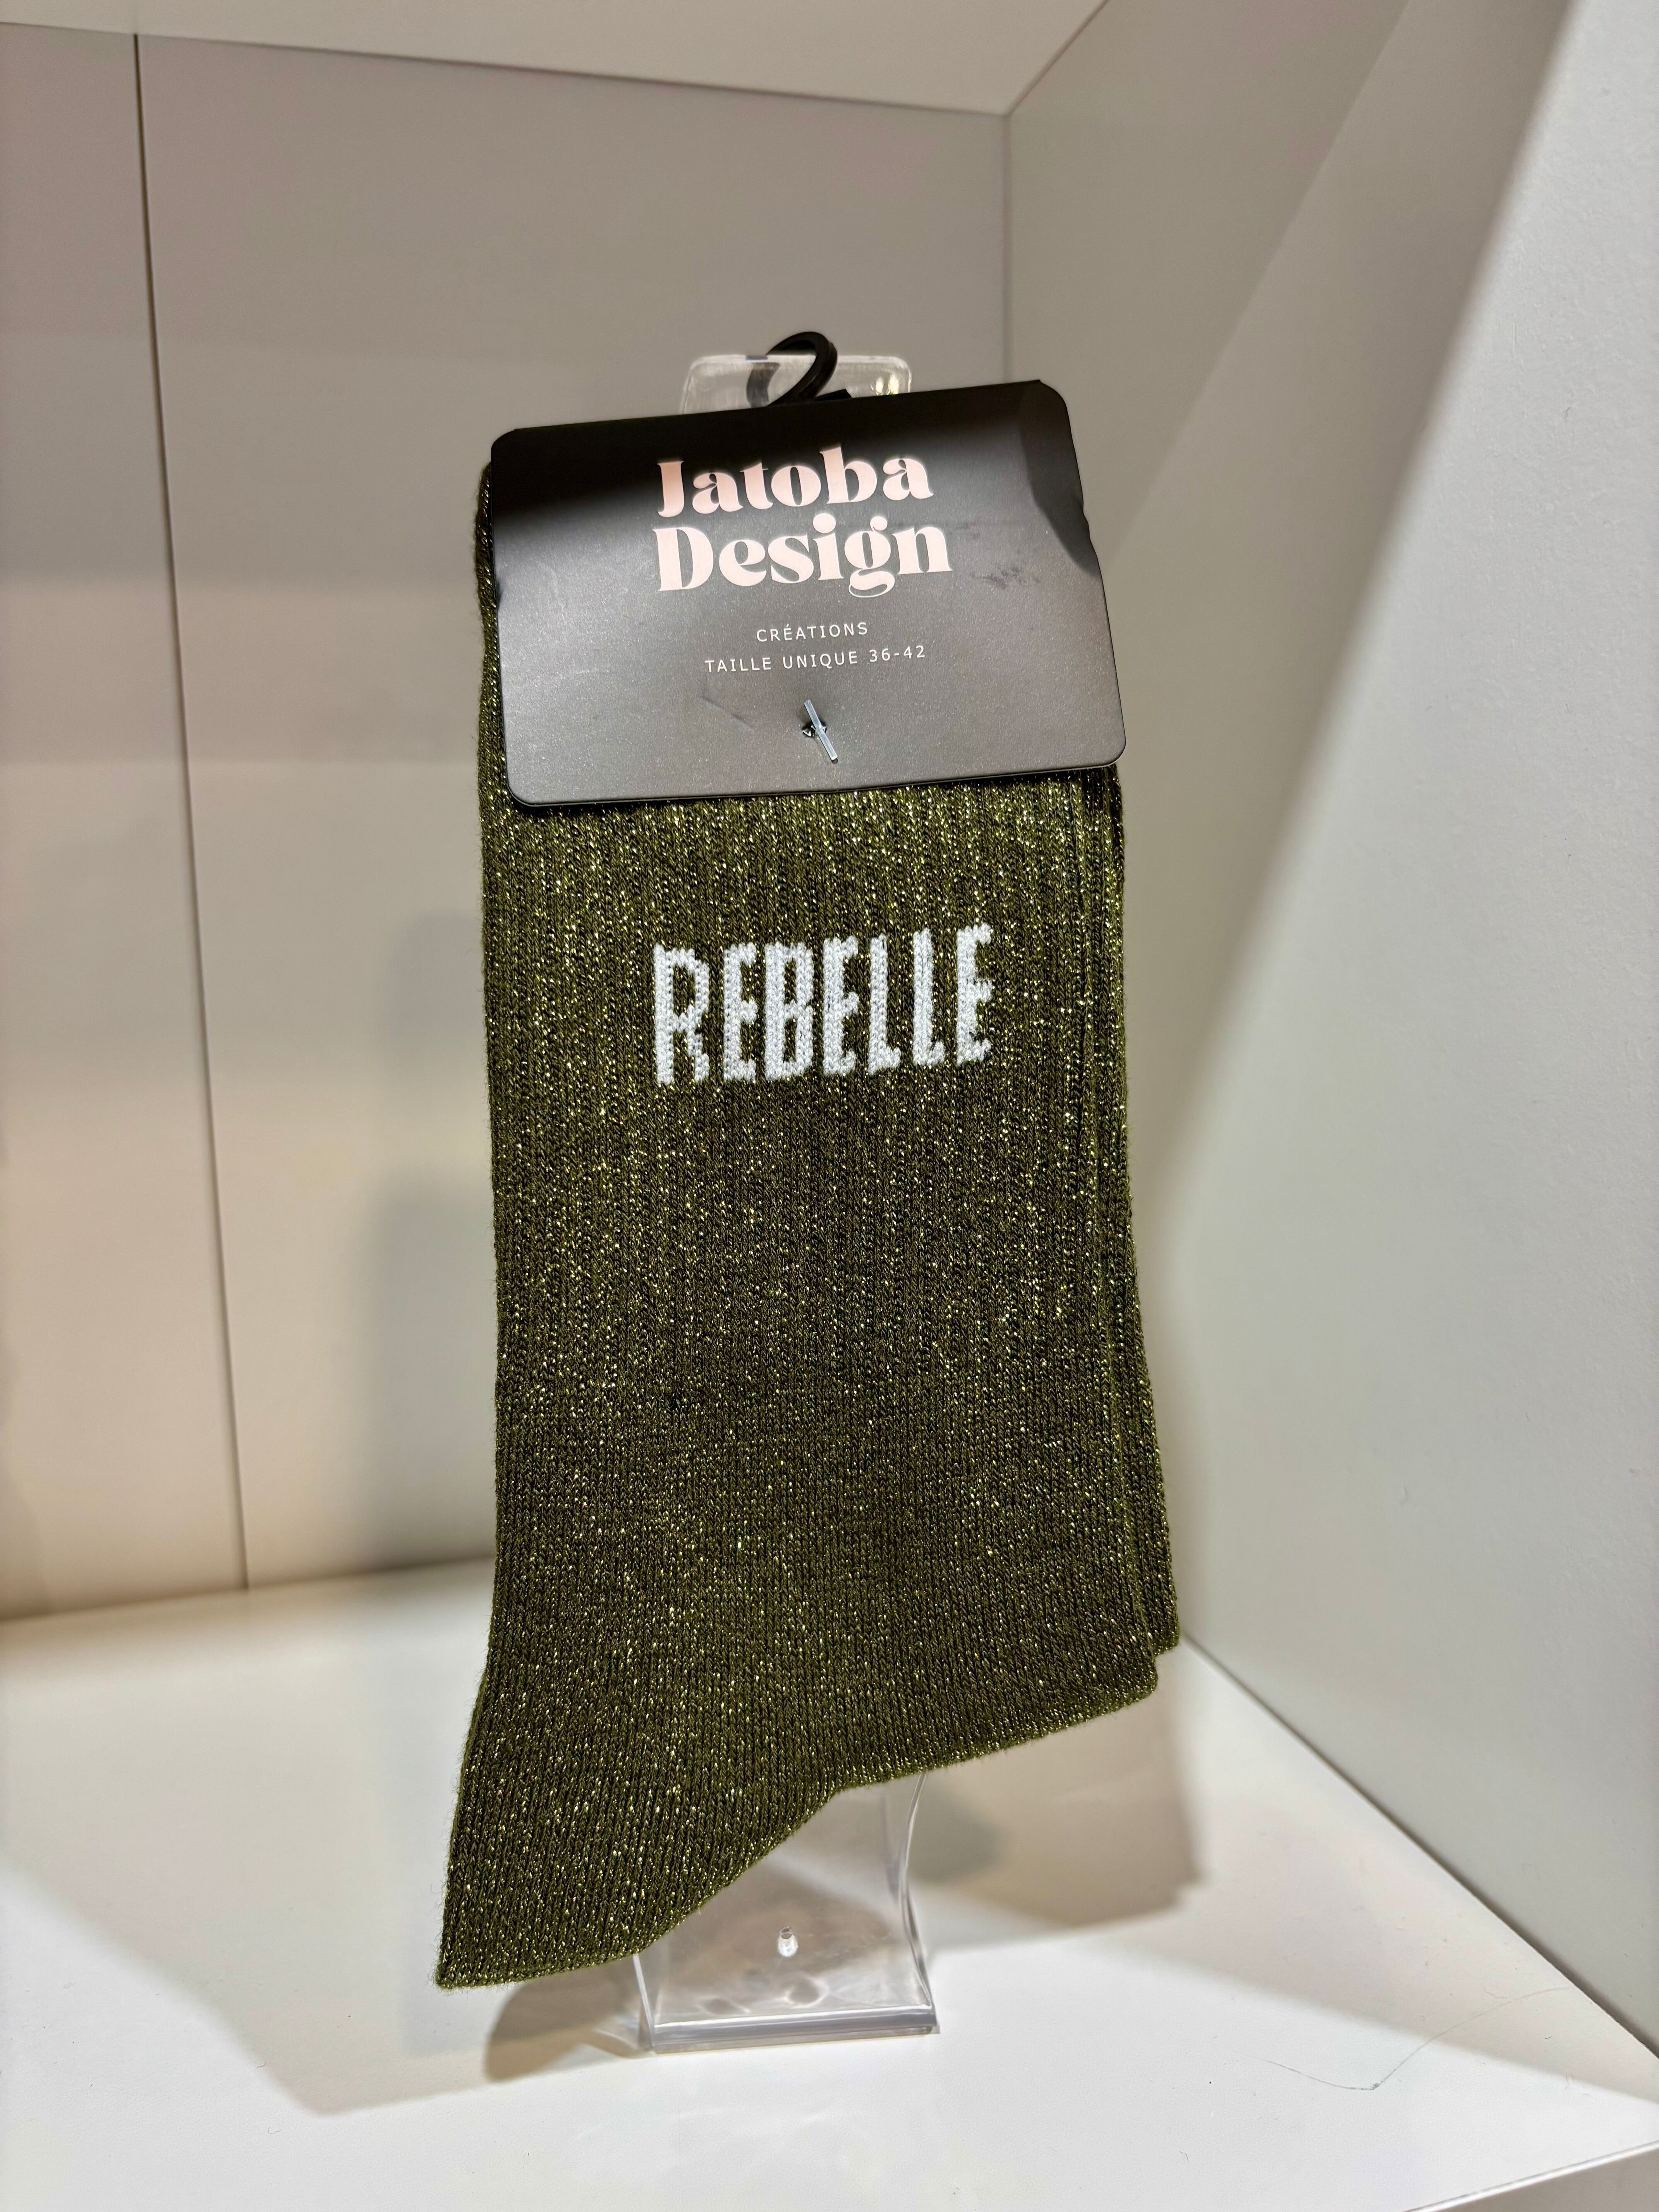 Jatoba
Design
CRÉATIONS
TAILLE UNIQUE 36-42
REBELLE